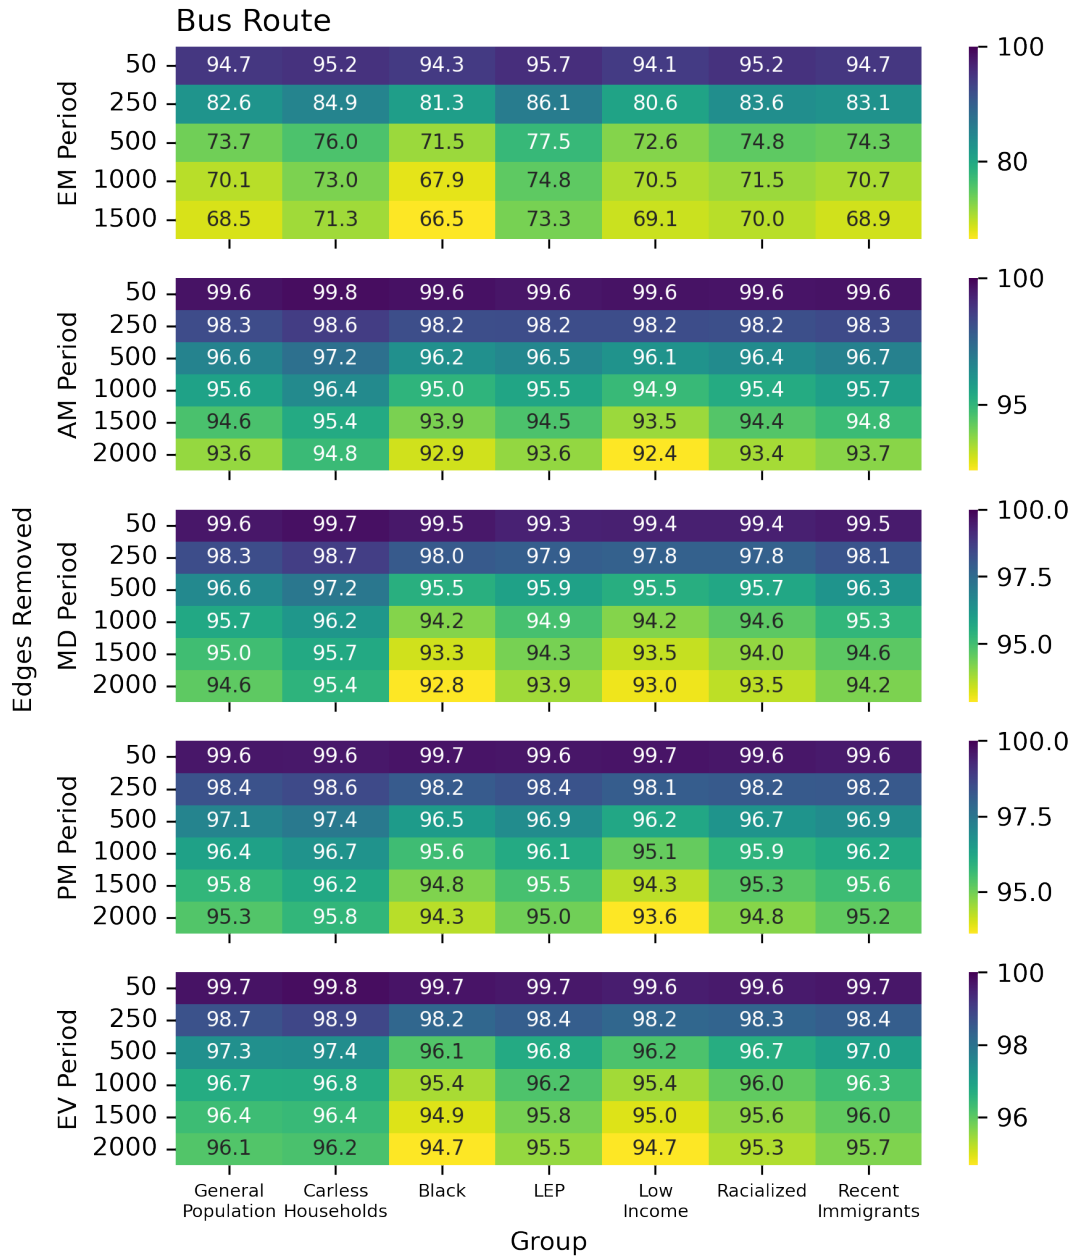 Bus Route
EM Period
50 94.7 95.2 94.3 95.7 94.1 95.2 94.7
250 82.6 84.9 81.3 86.1 80.6 83.6 83.1
500 73.7 76.0 71.5 77.5 72.6 74.8 74.3
1000 70.1 73.0 67.9 74.8 70.5 71.5 70.7
1500 68.5 71.3 66.5 73.3 69.1 70.0 68.9
100
80
AM Period
50 99.6 99.8 99.6 99.6 99.6 99.6 99.6
250 98.3 98.6 98.2 98.2 98.2 98.2 98.3
500 96.6 97.2 96.2 96.5 96.1 96.4 96.7
1000 95.6 96.4 95.0 95.5 94.9 95.4 95.7
1500 94.6 95.4 93.9 94.5 93.5 94.4 94.8
2000 93.6 94.8 92.9 93.6 92.4 93.4 93.7
100
95
Edges Removed
MD Period
50 99.6 99.7 99.5 99.3 99.4 99.4 99.5
250 98.3 98.7 98.0 97.9 97.8 97.8 98.1
500 96.6 97.2 95.5 95.9 95.5 95.7 96.3
1000 95.7 96.2 94.2 94.9 94.2 94.6 95.3
1500 95.0 95.7 93.3 94.3 93.5 94.0 94.6
2000 94.6 95.4 92.8 93.9 93.0 93.5 94.2
100.0
97.5
95.0
PM Period
50 99.6 99.6 99.7 99.6 99.7 99.6 99.6
250 98.4 98.6 98.2 98.4 98.1 98.2 98.2
500 97.1 97.4 96.5 96.9 96.2 96.7 96.9
1000 96.4 96.7 95.6 96.1 95.1 95.9 96.2
1500 95.8 96.2 94.8 95.5 94.3 95.3 95.6
2000 95.3 95.8 94.3 95.0 93.6 94.8 95.2
100.0
97.5
95.0
EV Period
50 99.7 99.8 99.7 99.7 99.6 99.6 99.7
250 98.7 98.9 98.2 98.4 98.2 98.3 98.4
500 97.3 97.4 96.1 96.8 96.2 96.7 97.0
1000 96.7 96.8 95.4 96.2 95.4 96.0 96.3
1500 96.4 96.4 94.9 95.8 95.0 95.6 96.0
2000 96.1 96.2 94.7 95.5 94.7 95.3 95.7
100
98
96
General Carless Black LEP Low Racialized Recent
Population Households Income Immigrants
Group